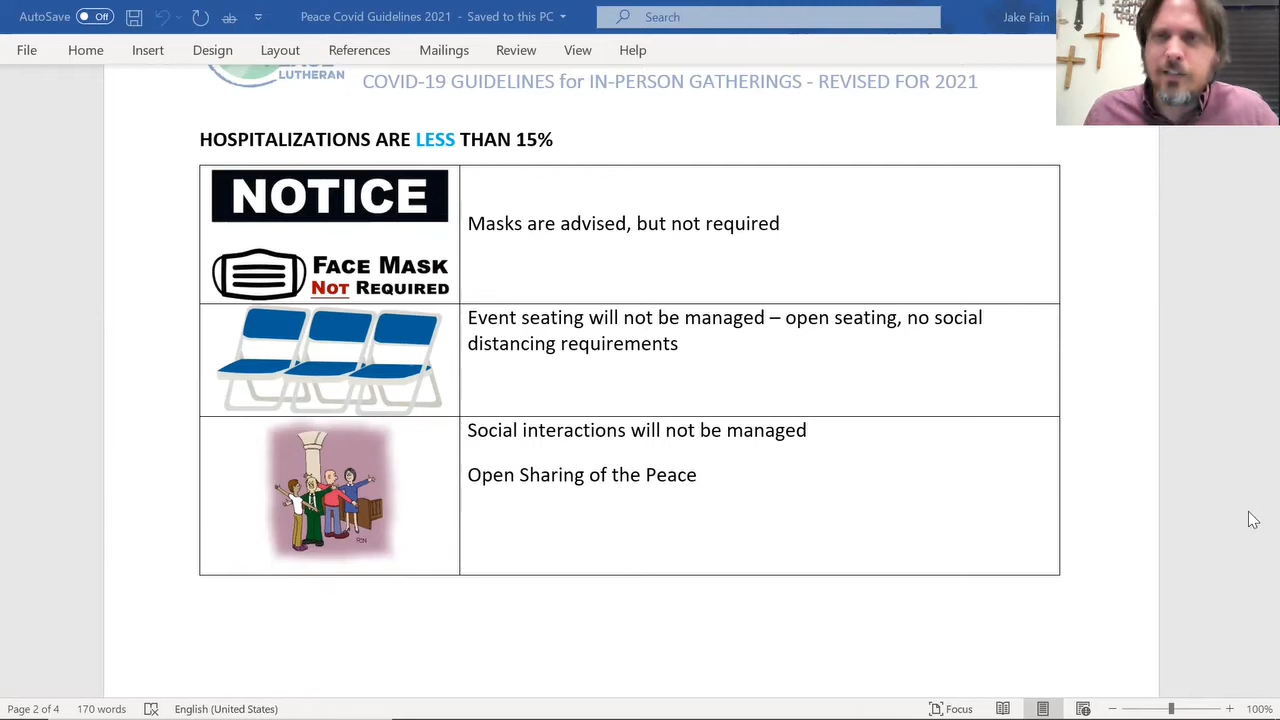 AutoSave Off Peace Covid Guidelines 2021 - Saved to this PC Search Jake Fain
File Home Insert Design Layout References Mailings Review View Help
LUTHERAN
COVID-19 GUIDELINES for IN-PERSON GATHERINGS - REVISED FOR 2021
HOSPITALIZATIONS ARE LESS THAN 15%
NOTICE
FACE MASK
NOT REQUIRED
Masks are advised, but not required
Event seating will not be managed – open seating, no social
distancing requirements
Social interactions will not be managed
Open Sharing of the Peace
Page 2 of 4 170 words English (United States) Focus 100%